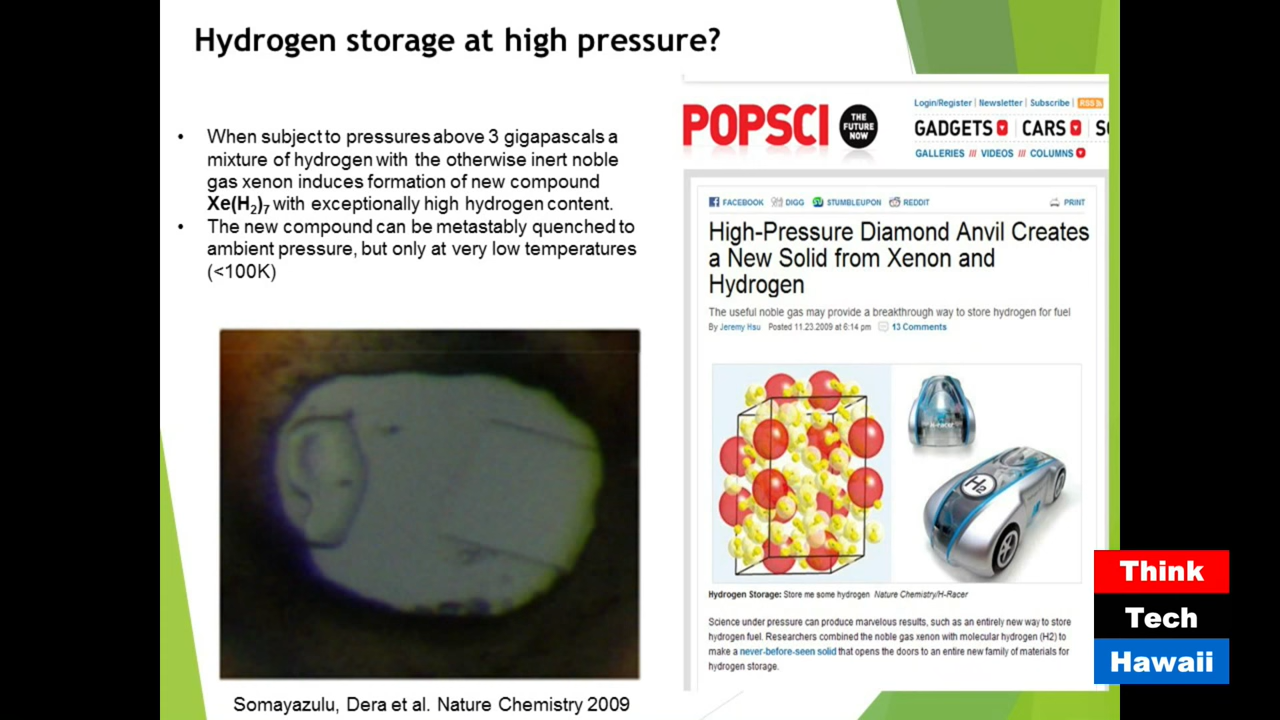 Hydrogen storage at high pressure?
• When subject to pressures above 3 gigapascals a
mixture of hydrogen with the otherwise inert noble
gas xenon induces formation of new compound
Xe(H₂)₇ with exceptionally high hydrogen content.
• The new compound can be metastably quenched to
ambient pressure, but only at very low temperatures
(<100K)
Somayazulu, Dera et al. Nature Chemistry 2009
POPSCI
THE
FUTURE
NOW
Login/Register | Newsletter | Subscribe | RSS
GADGETS | CARS
GALLERIES /// VIDEOS /// COLUMNS
FACEBOOK DIGG STUMBLEUPON REDDIT PRINT
High-Pressure Diamond Anvil Creates
a New Solid from Xenon and
Hydrogen
The useful noble gas may provide a breakthrough way to store hydrogen for fuel
By Jeremy Hsu Posted 11.23.2009 at 6:14 pm 13 Comments
H₂
Hydrogen Storage: Store me some hydrogen Nature Chemistry/H-Racer
Science under pressure can produce marvelous results, such as an entirely new way to store
hydrogen fuel. Researchers combined the noble gas xenon with molecular hydrogen (H2) to
make a never-before-seen solid that opens the doors to an entire new family of materials for
hydrogen storage.
Think
Tech
Hawaii